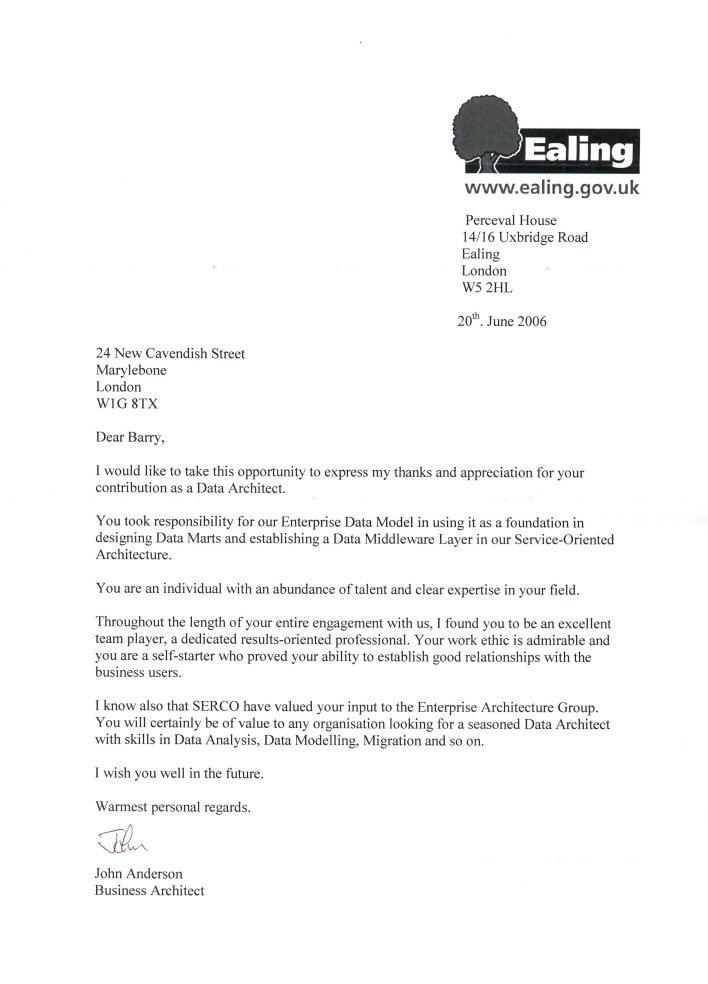 Ealing
www.ealing.gov.uk
Perceval House
14/16 Uxbridge Road
Ealing
London
W5 2HL
20th. June 2006
24 New Cavendish Street
Marylebone
London
W1G 8TX
Dear Barry,
I would like to take this opportunity to express my thanks and appreciation for your
contribution as a Data Architect.
You took responsibility for our Enterprise Data Model in using it as a foundation in
designing Data Marts and establishing a Data Middleware Layer in our Service-Oriented
Architecture.
You are an individual with an abundance of talent and clear expertise in your field.
Throughout the length of your entire engagement with us, I found you to be an excellent
team player, a dedicated results-oriented professional. Your work ethic is admirable and
you are a self-starter who proved your ability to establish good relationships with the
business users.
I know also that SERCO have valued your input to the Enterprise Architecture Group.
You will certainly be of value to any organisation looking for a seasoned Data Architect
with skills in Data Analysis, Data Modelling, Migration and so on.
I wish you well in the future.
Warmest personal regards.
John
John Anderson
Business Architect